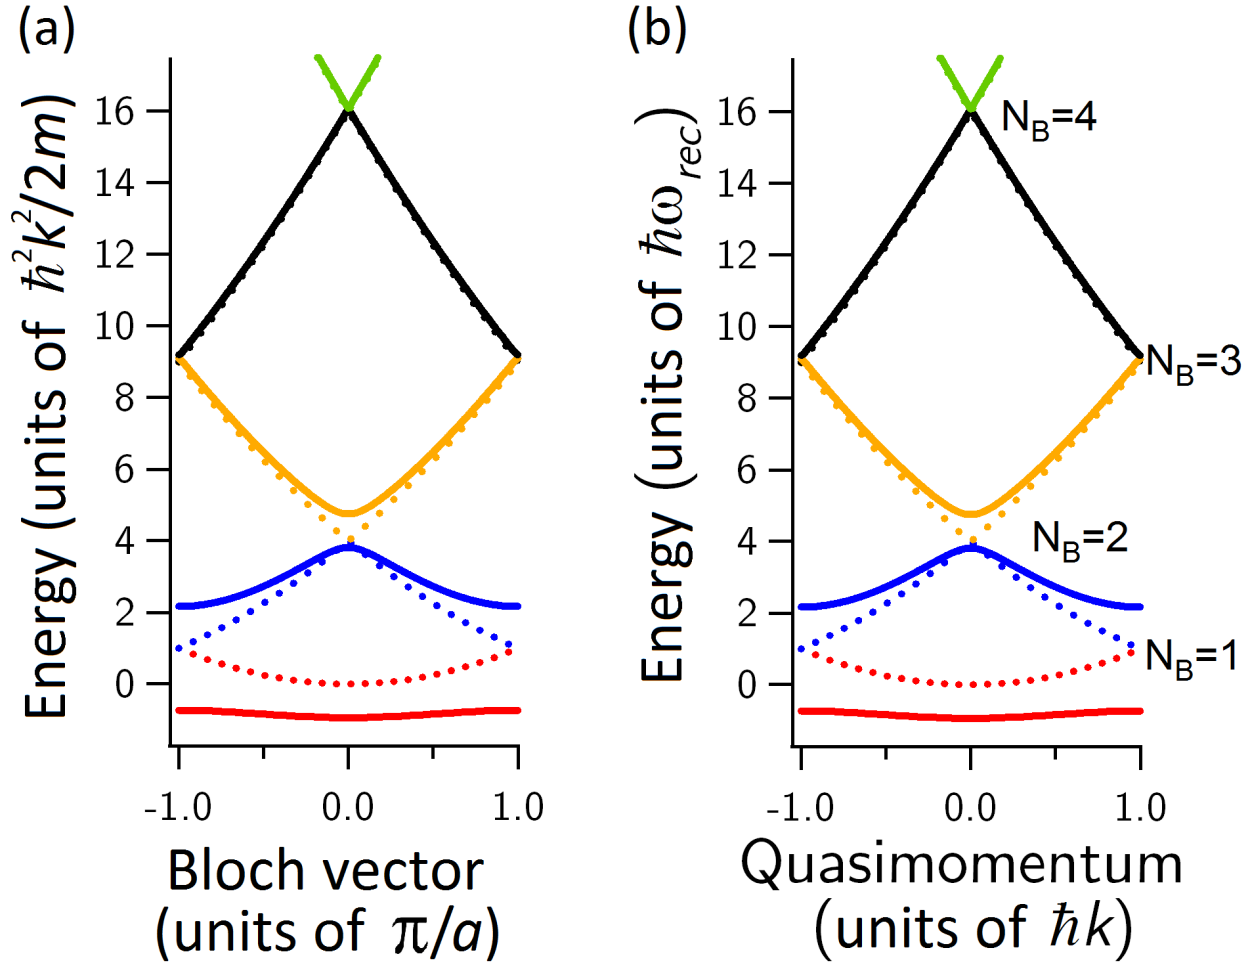 (a)
Energy (units of ħ²k²/2m)
16
14
12
10
8
6
4
2
0
-1.0 0.0 1.0
Bloch vector
(units of π/a)
(b)
Energy (units of ħω_rec)
16
14
12
10
8
6
4
2
0
N_B=4
N_B=3
N_B=2
N_B=1
-1.0 0.0 1.0
Quasimomentum
(units of ħk)